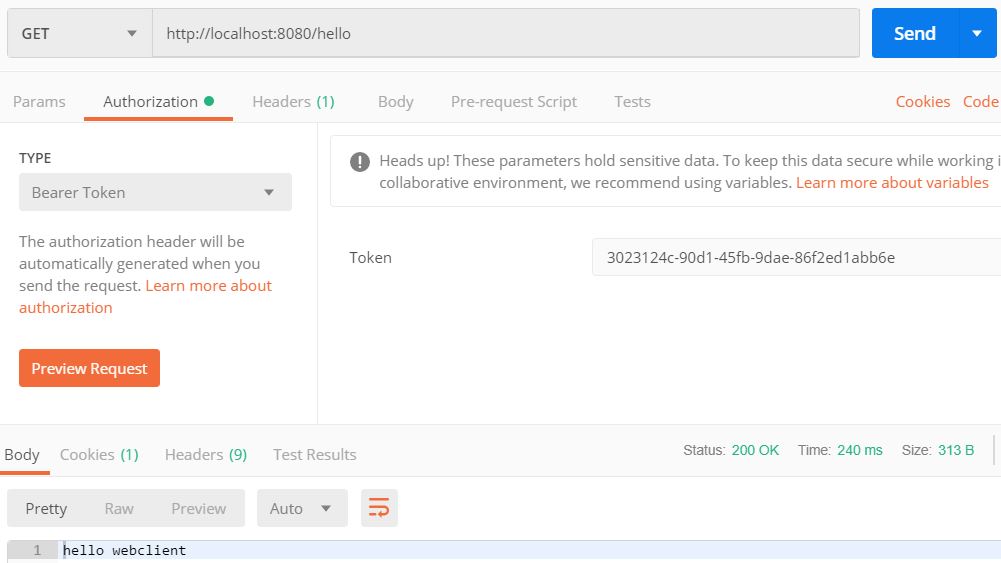 GET http://localhost:8080/hello Send
Params Authorization Headers (1) Body Pre-request Script Tests Cookies Code
TYPE
Bearer Token
The authorization header will be
automatically generated when you
send the request. Learn more about
authorization
Preview Request
Heads up! These parameters hold sensitive data. To keep this data secure while working i
collaborative environment, we recommend using variables. Learn more about variables
Token 3023124c-90d1-45fb-9dae-86f2ed1abb6e
Body Cookies (1) Headers (9) Test Results Status: 200 OK Time: 240 ms Size: 313 B
Pretty Raw Preview Auto
1 hello webclient